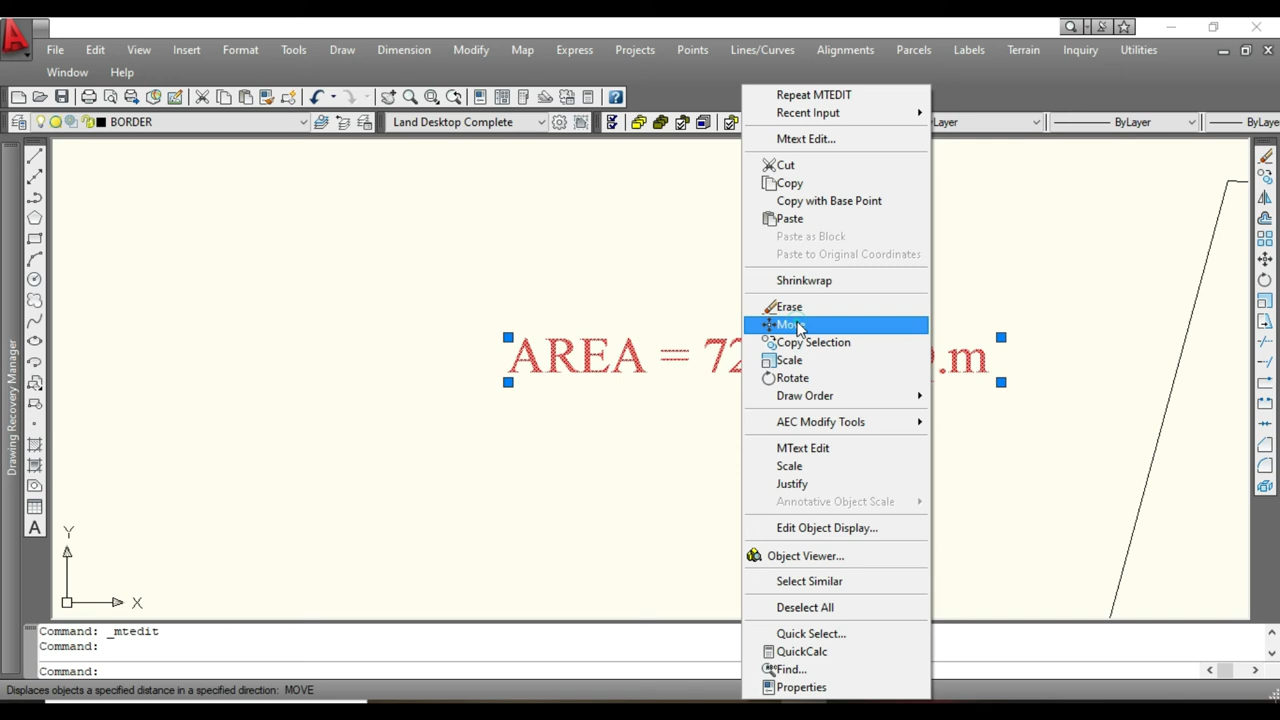 File Edit View Insert Format Tools Draw Dimension Modify Map Express Projects Points Lines/Curves Alignments Parcels Labels Terrain Inquiry Utilities
Window Help
BORDER
Land Desktop Complete
ByLayer
ByLayer
Repeat MTEDIT
Recent Input
Mtext Edit...
Cut
Copy
Copy with Base Point
Paste
Paste as Block
Paste to Original Coordinates
Shrinkwrap
Erase
Move
Copy Selection
Scale
Rotate
Draw Order
AEC Modify Tools
MText Edit
Scale
Justify
Annotative Object Scale
Edit Object Display...
Object Viewer...
Select Similar
Deselect All
Quick Select...
QuickCalc
Find...
Properties
AREA = 72
.m
Drawing Recovery Manager
A
Y
X
Command: _mtedit
Command:
Command:
Displaces objects a specified distance in a specified direction: MOVE